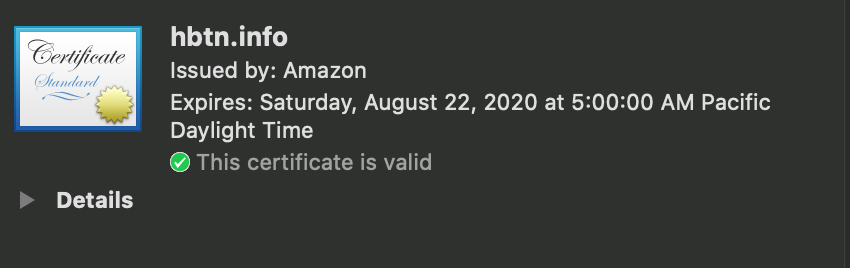 Certificate
Standard
hbtn.info
Issued by: Amazon
Expires: Saturday, August 22, 2020 at 5:00:00 AM Pacific
Daylight Time
This certificate is valid
Details